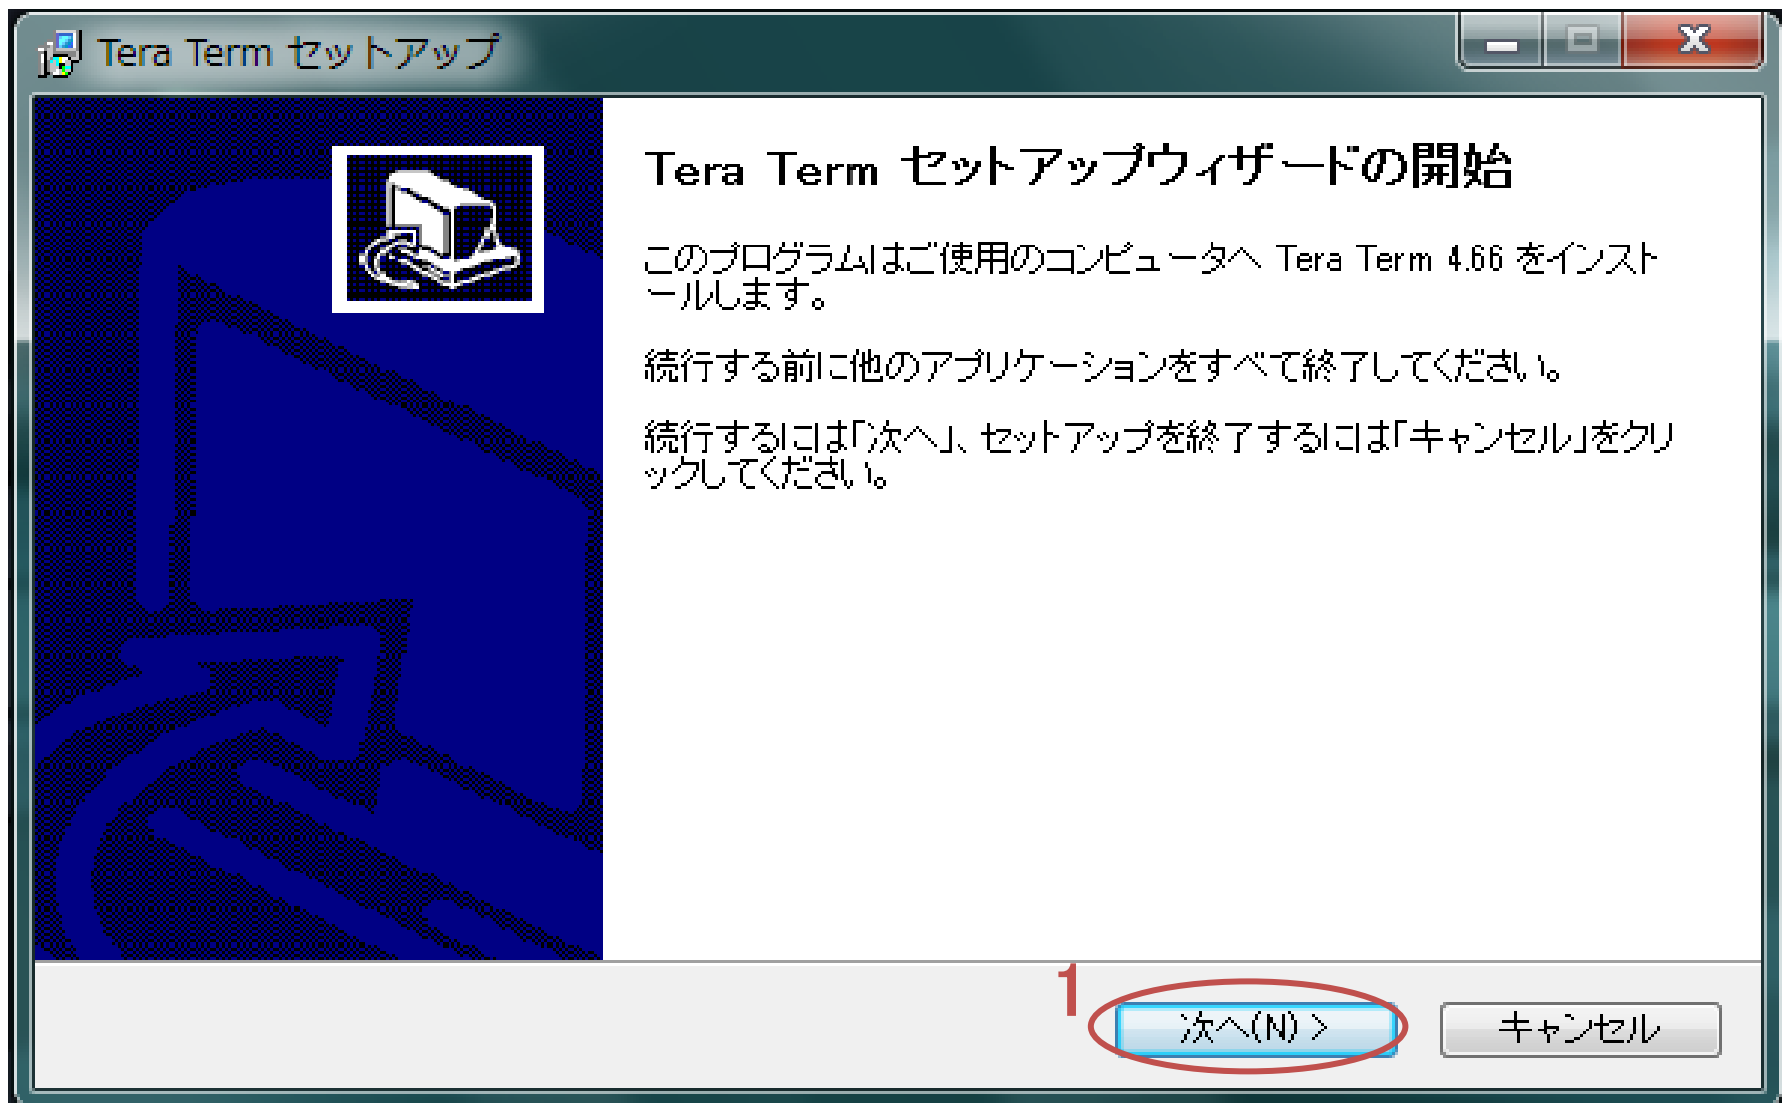 Tera Term セットアップ
Tera Term セットアップウィザードの開始
このプログラムはご使用のコンピュータへ Tera Term 4.66 をインスト
ールします。
続行する前に他のアプリケーションをすべて終了してください。
続行するには「次へ」、セットアップを終了するには「キャンセル」をクリ
ックしてください。
1
次へ(N) >
キャンセル